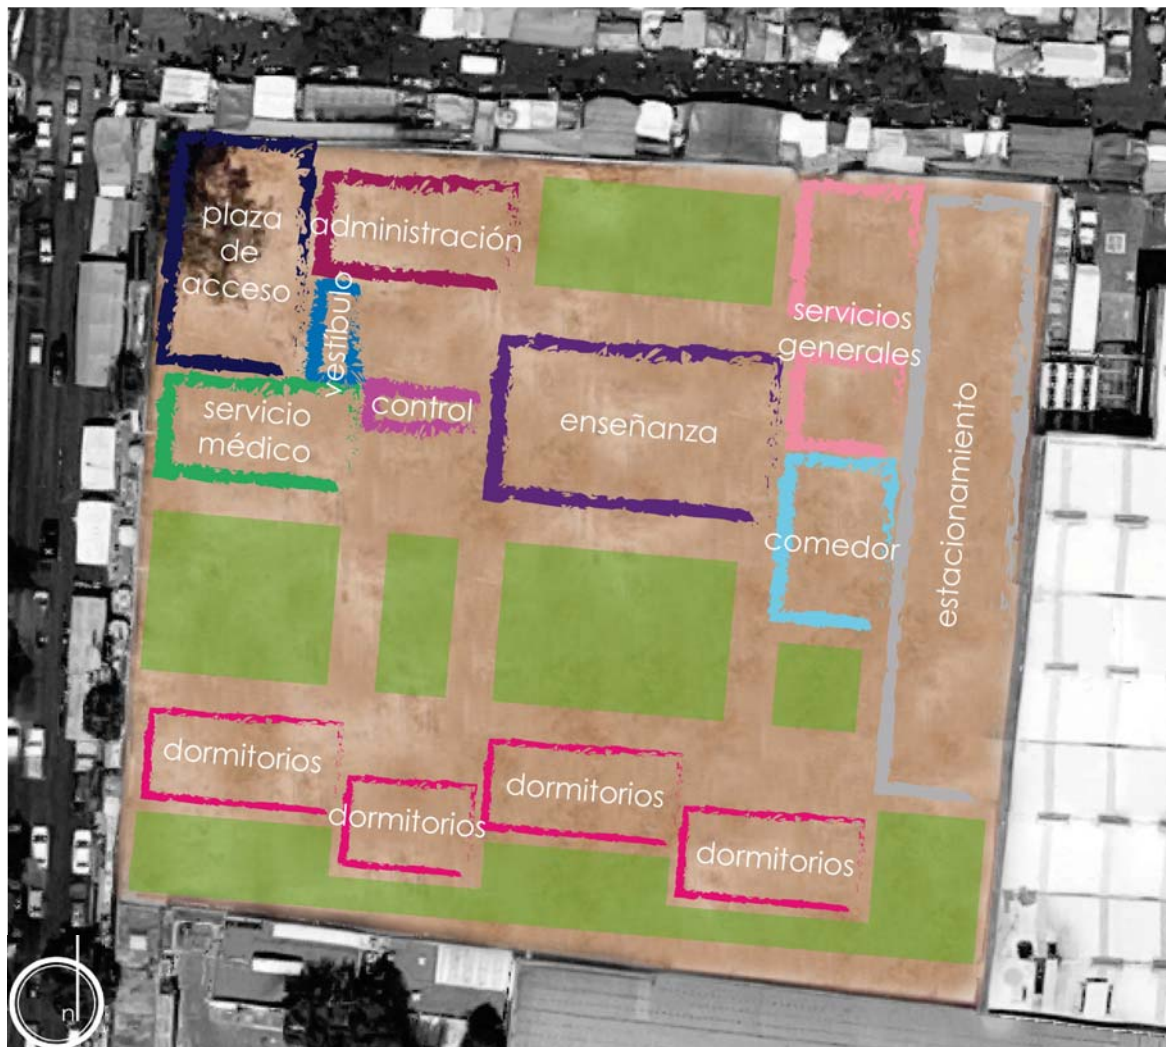 plaza
de
acceso
administración
vestíbulo
servicio
médico
control
enseñanza
servicios
generales
comedor
estacionamiento
dormitorios
dormitorios
dormitorios
dormitorios
n